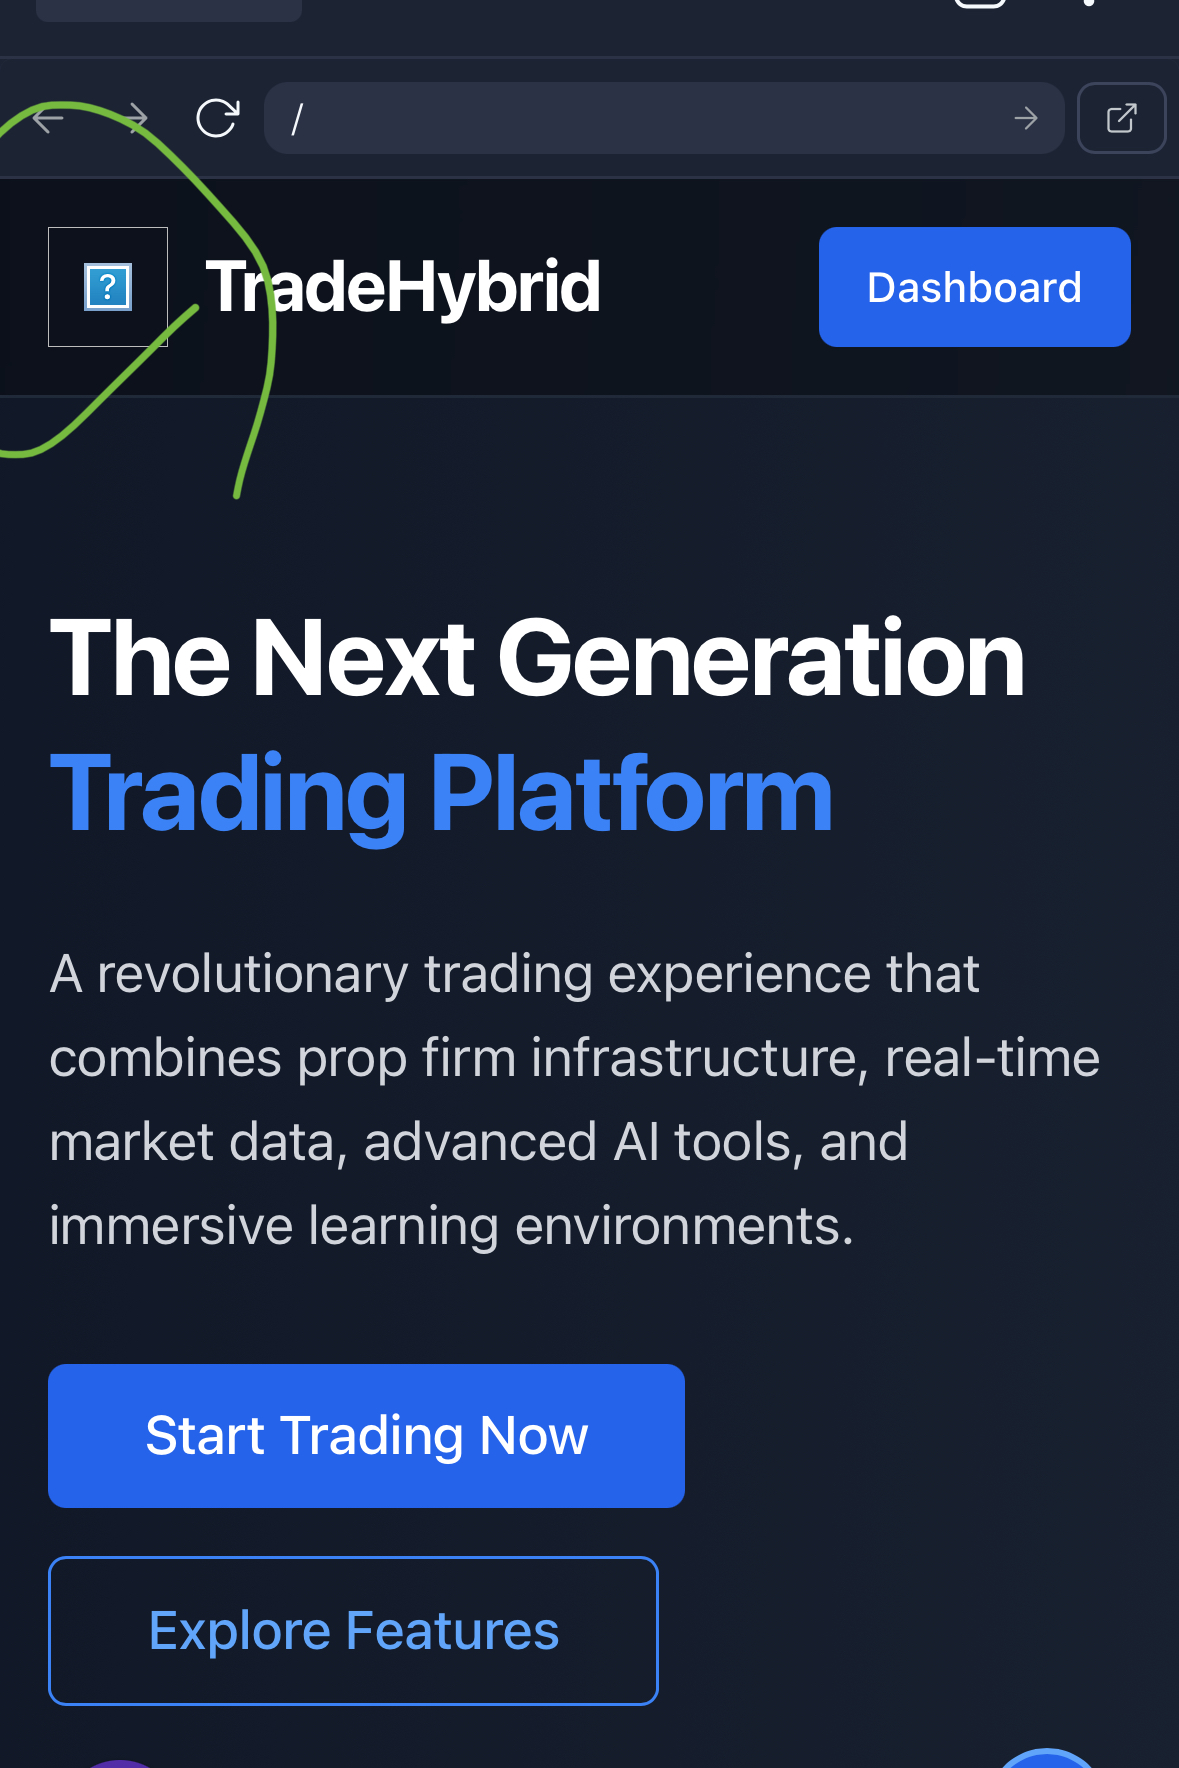 /
TradeHybrid
Dashboard
The Next Generation
Trading Platform
A revolutionary trading experience that
combines prop firm infrastructure, real-time
market data, advanced AI tools, and
immersive learning environments.
Start Trading Now
Explore Features